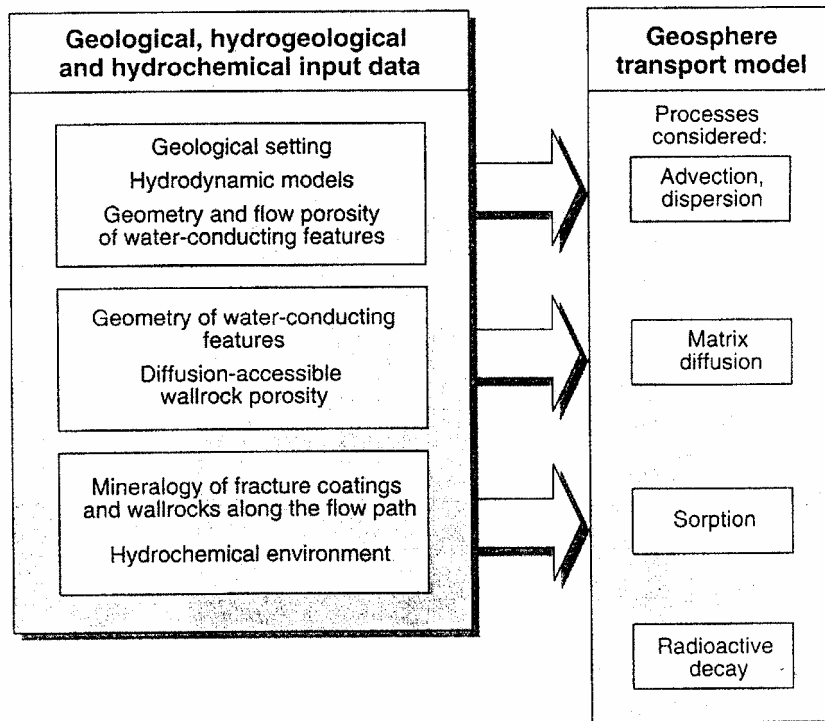 Geological, hydrogeological
and hydrochemical input data
Geological setting
Hydrodynamic models
Geometry and flow porosity
of water-conducting features
Geometry of water-conducting
features
Diffusion-accessible
wallrock porosity
Mineralogy of fracture coatings
and wallrocks along the flow path
Hydrochemical environment
Geosphere
transport model
Processes
considered:
Advection,
dispersion
Matrix
diffusion
Sorption
Radioactive
decay